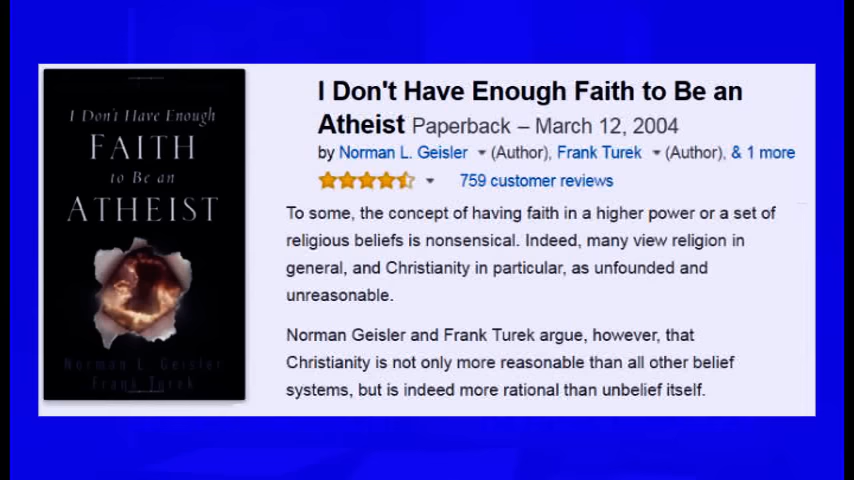 I Don't Have Enough
FAITH
to Be an
ATHEIST
Norman L. Geisler
Frank Turek
I Don't Have Enough Faith to Be an
Atheist Paperback – March 12, 2004
by Norman L. Geisler (Author), Frank Turek (Author), & 1 more
759 customer reviews
To some, the concept of having faith in a higher power or a set of
religious beliefs is nonsensical. Indeed, many view religion in
general, and Christianity in particular, as unfounded and
unreasonable.
Norman Geisler and Frank Turek argue, however, that
Christianity is not only more reasonable than all other belief
systems, but is indeed more rational than unbelief itself.